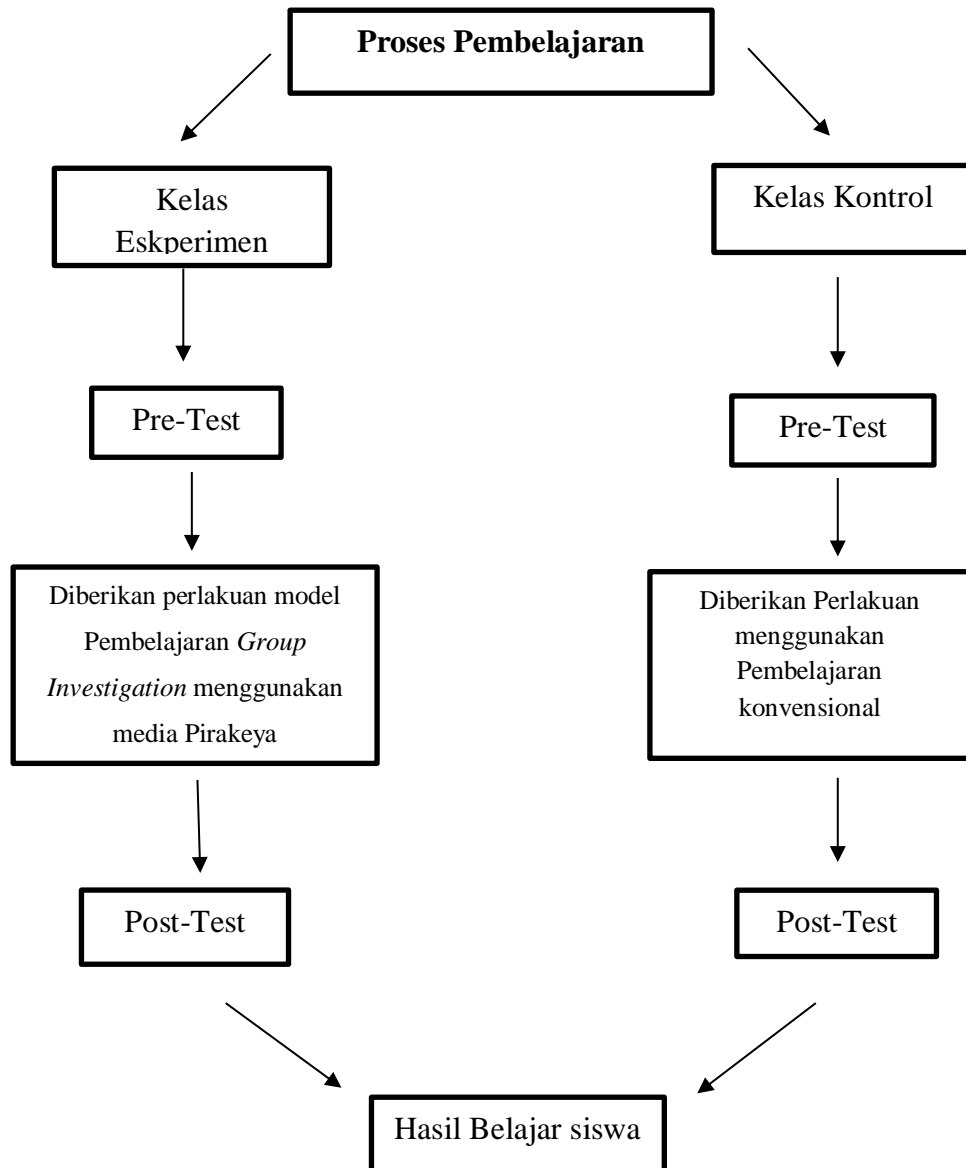 Proses Pembelajaran
Kelas
Eskperimen
Kelas Kontrol
Pre-Test
Pre-Test
Diberikan perlakuan model
Pembelajaran Group
Investigation menggunakan
media Pirakeya
Diberikan Perlakuan
menggunakan
Pembelajaran
konvensional
Post-Test
Post-Test
Hasil Belajar siswa